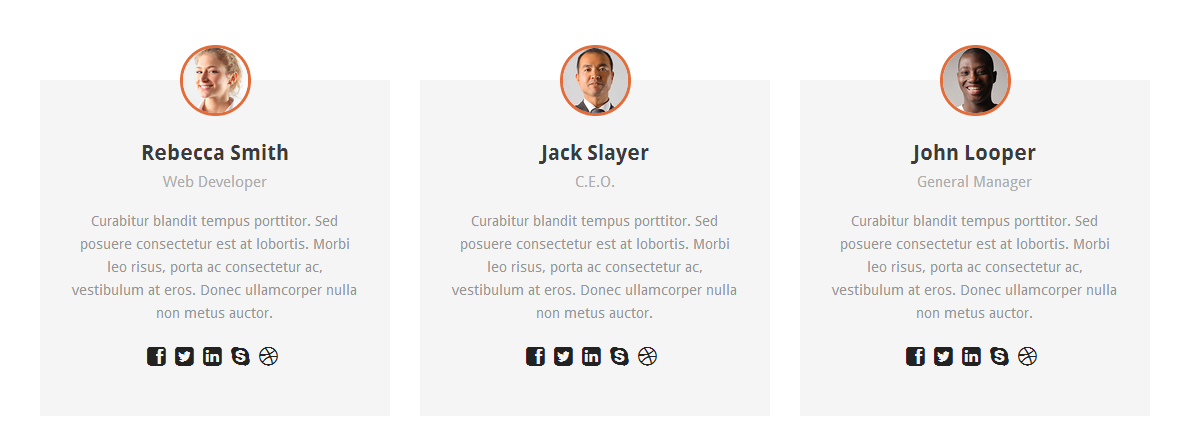 Rebecca Smith
Web Developer
Curabitur blandit tempus porttitor. Sed
posuere consectetur est at lobortis. Morbi
leo risus, porta ac consectetur ac,
vestibulum at eros. Donec ullamcorper nulla
non metus auctor.
Jack Slayer
C.E.O.
Curabitur blandit tempus porttitor. Sed
posuere consectetur est at lobortis. Morbi
leo risus, porta ac consectetur ac,
vestibulum at eros. Donec ullamcorper nulla
non metus auctor.
John Looper
General Manager
Curabitur blandit tempus porttitor. Sed
posuere consectetur est at lobortis. Morbi
leo risus, porta ac consectetur ac,
vestibulum at eros. Donec ullamcorper nulla
non metus auctor.